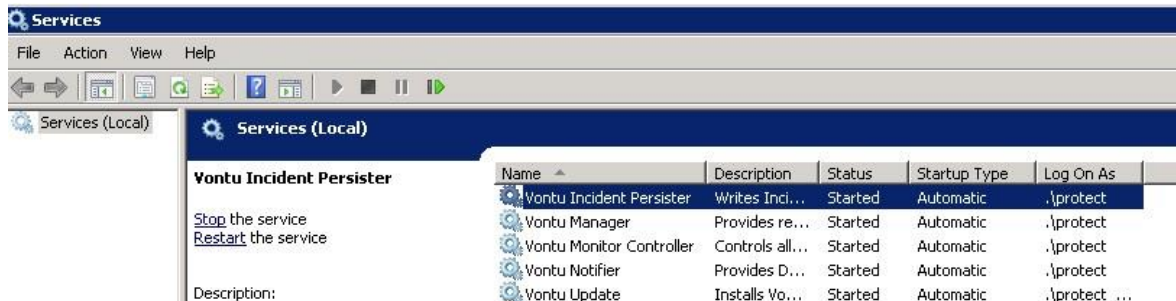 Services
File Action View Help
Services (Local)
Services (Local)
Vontu Incident Persister
Stop the service
Restart the service
Description:
Name Description Status Startup Type Log On As
Vontu Incident Persister Writes Inci... Started Automatic .\protect
Vontu Manager Provides re... Started Automatic .\protect
Vontu Monitor Controller Controls all... Started Automatic .\protect
Vontu Notifier Provides D... Started Automatic .\protect
Vontu Update Installs Vo... Started Automatic .\protect ...